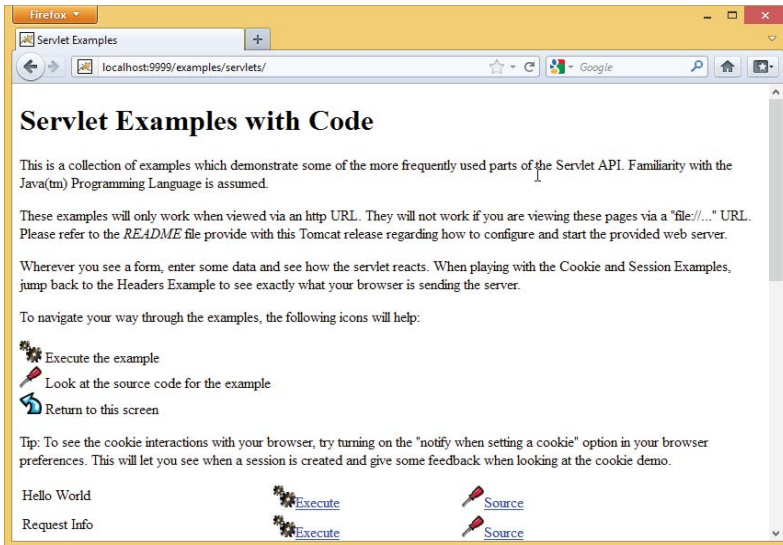 Firefox
Servlet Examples
localhost:9999/examples/servlets/
Google
Servlet Examples with Code
This is a collection of examples which demonstrate some of the more frequently used parts of the Servlet API. Familiarity with the
Java(tm) Programming Language is assumed.
These examples will only work when viewed via an http URL. They will not work if you are viewing these pages via a "file://..." URL.
Please refer to the README file provide with this Tomcat release regarding how to configure and start the provided web server.
Wherever you see a form, enter some data and see how the servlet reacts. When playing with the Cookie and Session Examples,
jump back to the Headers Example to see exactly what your browser is sending the server.
To navigate your way through the examples, the following icons will help:
Execute the example
Look at the source code for the example
Return to this screen
Tip: To see the cookie interactions with your browser, try turning on the "notify when setting a cookie" option in your browser
preferences. This will let you see when a session is created and give some feedback when looking at the cookie demo.
Hello World Execute Source
Request Info Execute Source